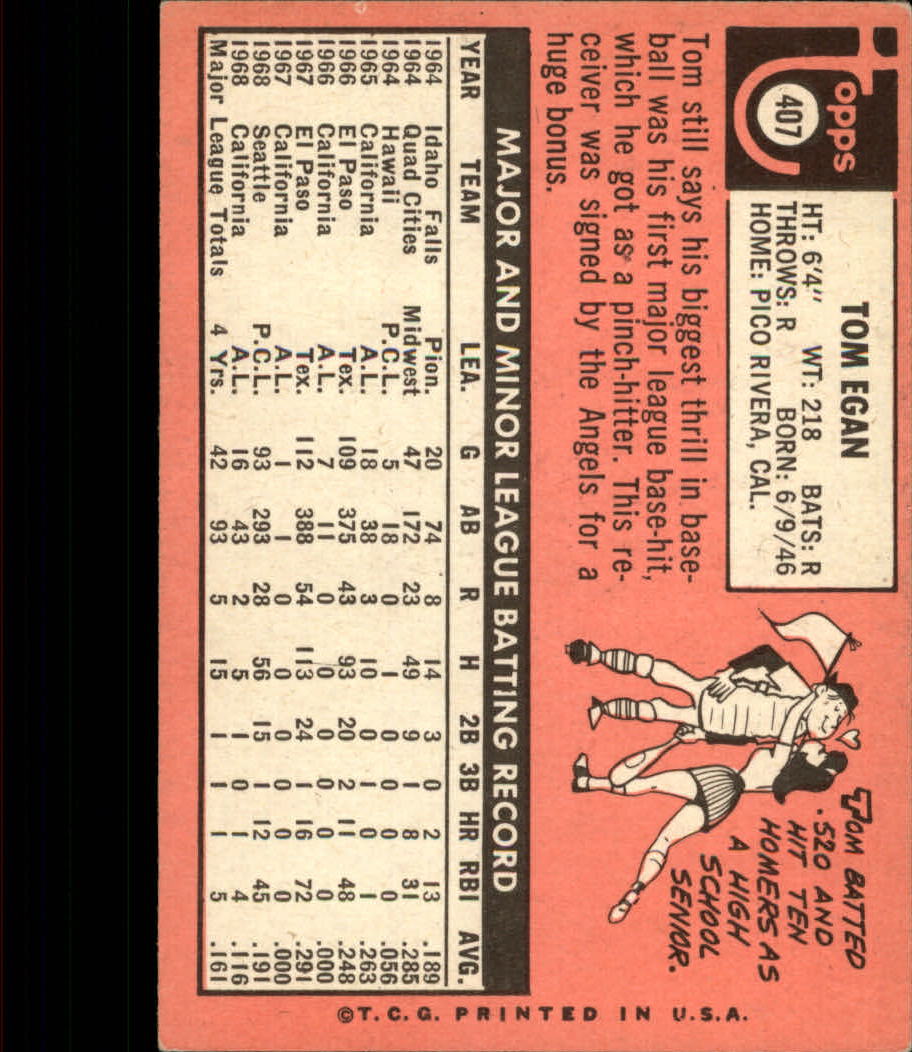 Topps
407
TOM EGAN
HT: 6'4" WT: 218 BATS: R
THROWS: R BORN: 6/9/46
HOME: PICO RIVERA, CAL.
Tom still says his biggest thrill in base-
ball was his first major league base-hit,
which he got as a pinch-hitter. This re-
ceiver was signed by the Angels for a
huge bonus.
TOM BATTED
.520 AND
HIT TEN
HOMERS AS
A HIGH
SCHOOL
SENIOR.
MAJOR AND MINOR LEAGUE BATTING RECORD
YEAR TEAM LEA. G AB R H 2B 3B HR RBI AVG.
1964 Idaho Falls Pion. 20 74 8 14 3 0 2 13 .189
1964 Quad Cities Midwest 47 172 23 49 9 1 8 31 .285
1964 Hawaii P.C.L. 5 18 0 1 0 0 0 0 .056
1965 California A.L. 18 38 3 10 0 1 0 1 .263
1966 El Paso Tex. 109 375 43 93 20 2 11 48 .248
1966 California A.L. 7 11 0 0 0 0 0 0 .000
1967 El Paso Tex. 112 388 54 113 24 1 16 72 .291
1967 California A.L. 1 1 0 0 0 0 0 0 .000
1968 Seattle P.C.L. 93 293 28 56 15 1 12 45 .191
1968 California A.L. 16 43 2 5 1 0 1 4 .116
Major League Totals 4 Yrs. 42 93 5 15 1 1 1 5 .161
©T.C.G. PRINTED IN U.S.A.